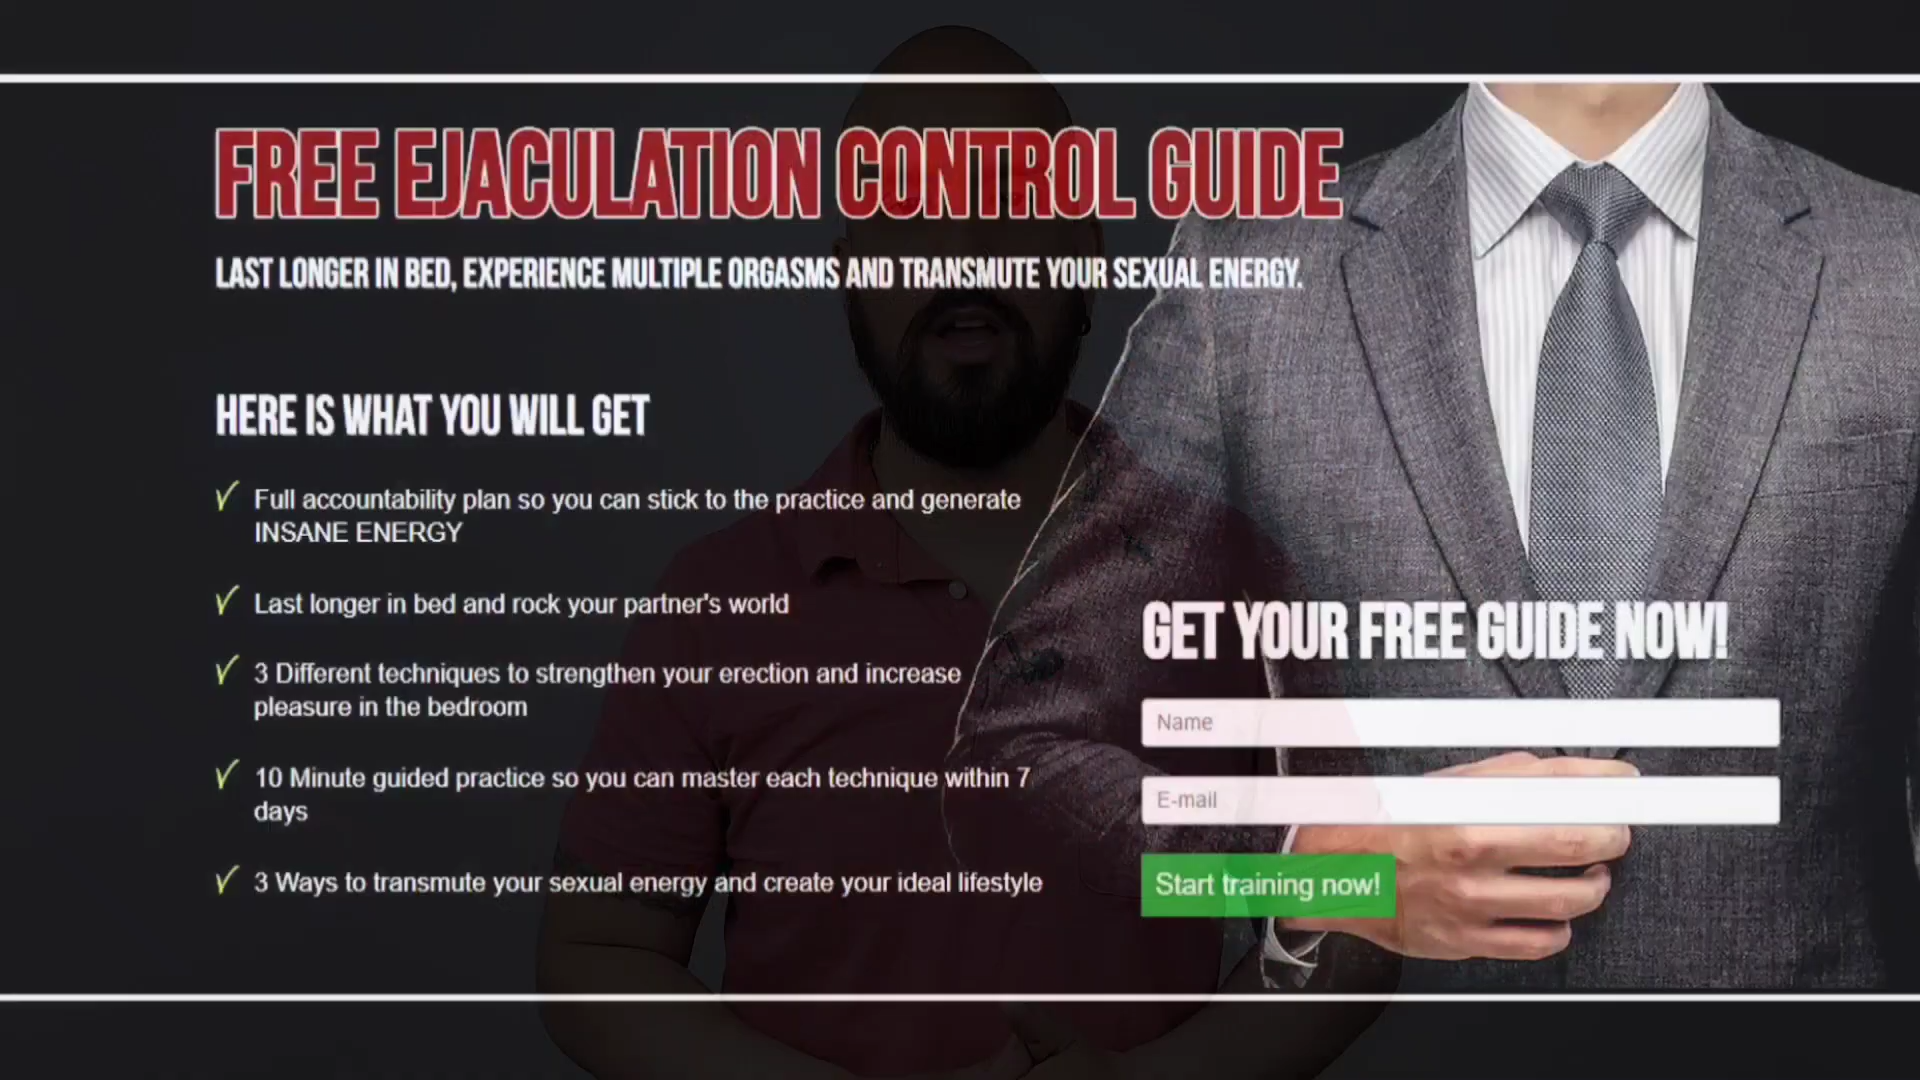 FREE EJACULATION CONTROL GUIDE
LAST LONGER IN BED, EXPERIENCE MULTIPLE ORGASMS AND TRANSMUTE YOUR SEXUAL ENERGY.
HERE IS WHAT YOU WILL GET
✓ Full accountability plan so you can stick to the practice and generate
INSANE ENERGY
✓ Last longer in bed and rock your partner's world
✓ 3 Different techniques to strengthen your erection and increase
pleasure in the bedroom
✓ 10 Minute guided practice so you can master each technique within 7
days
✓ 3 Ways to transmute your sexual energy and create your ideal lifestyle
GET YOUR FREE GUIDE NOW!
Name
E-mail
Start training now!